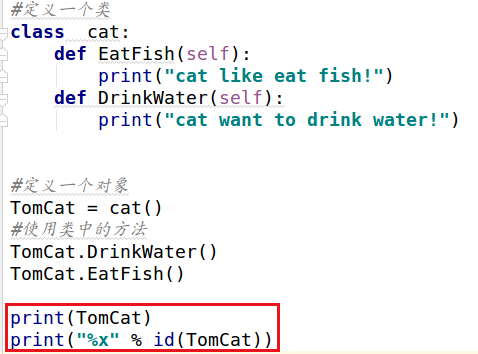 #定义一个类
class  cat:
    def EatFish(self):
        print("cat like eat fish!")
    def DrinkWater(self):
        print("cat want to drink water!")
#定义一个对象
TomCat = cat()
#使用类中的方法
TomCat.DrinkWater()
TomCat.EatFish()
print(TomCat)
print("%x" % id(TomCat))